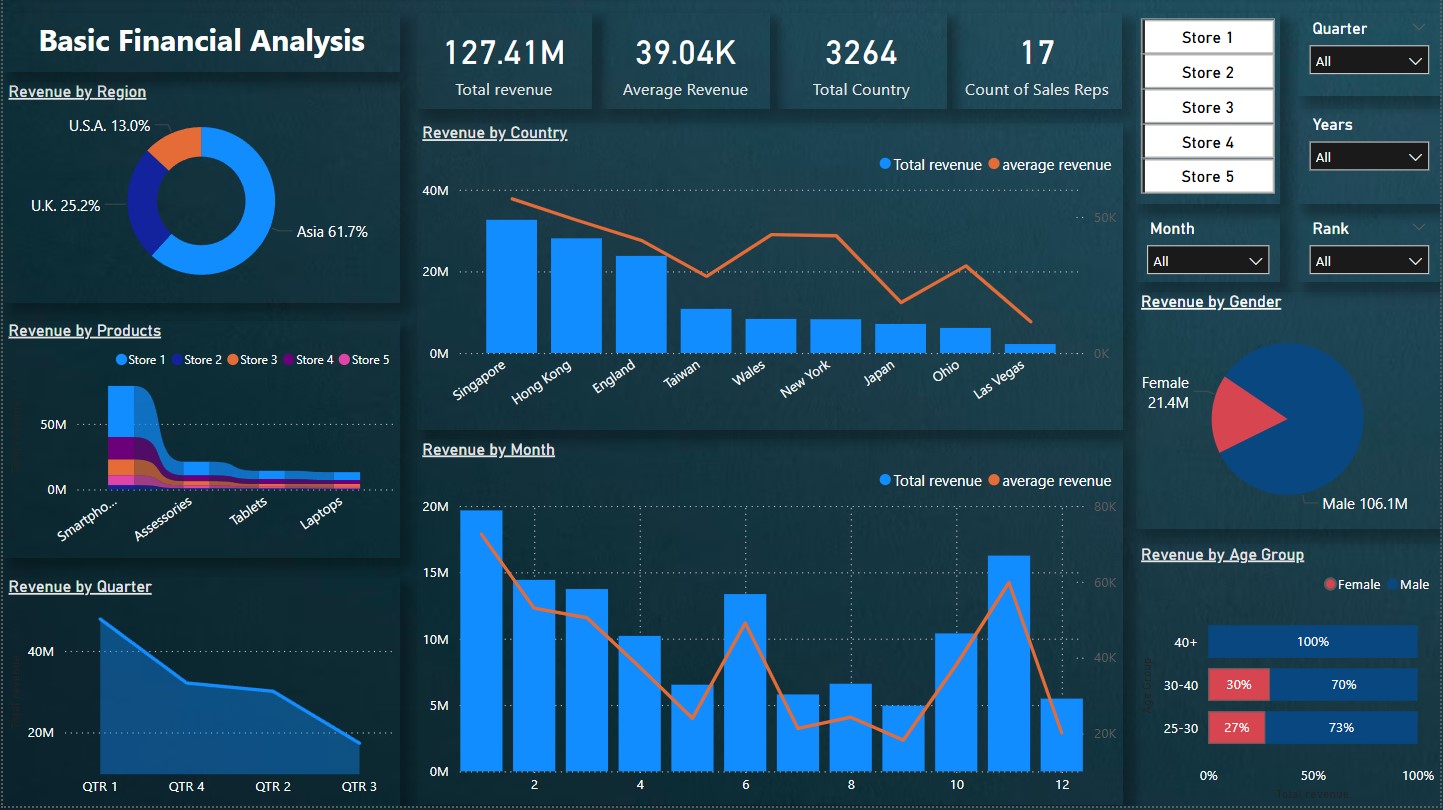 Basic Financial Analysis
127.41M
Total revenue
39.04K
Average Revenue
3264
Total Country
17
Count of Sales Reps
Store 1
Store 2
Store 3
Store 4
Store 5
Quarter
All
Years
All
Month
All
Rank
All
Revenue by Region
U.S.A. 13.0%
U.K. 25.2%
Asia 61.7%
Revenue by Products
Store 1 Store 2 Store 3 Store 4 Store 5
50M
0M
Smartpho...
Assessories
Tablets
Laptops
Revenue by Quarter
40M
20M
QTR 1 QTR 4 QTR 2 QTR 3
Revenue by Country
Total revenue average revenue
40M
20M
0M
50K
0K
Singapore
Hong Kong
England
Taiwan
Wales
New York
Japan
Ohio
Las Vegas
Revenue by Month
Total revenue average revenue
20M
15M
10M
5M
0M
80K
60K
40K
20K
2 4 6 8 10 12
Revenue by Gender
Female
21.4M
Male 106.1M
Revenue by Age Group
Female Male
40+ 100%
30-40 30% 70%
25-30 27% 73%
0% 50% 100%
Total revenue
Age Group